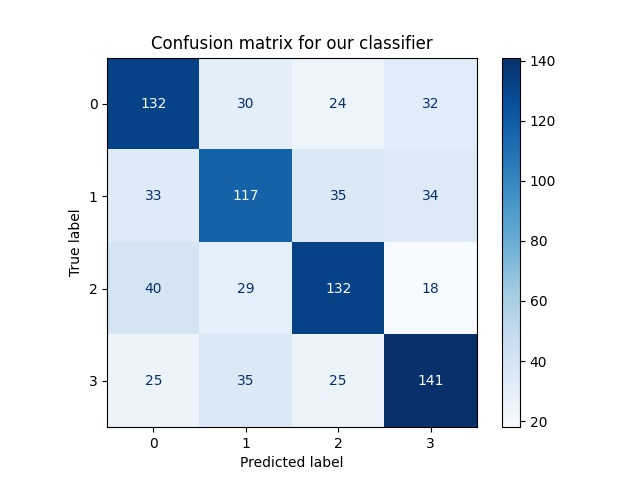 Confusion matrix for our classifier
0 132 30 24 32
1 33 117 35 34
2 40 29 132 18
3 25 35 25 141
0 1 2 3
Predicted label
True label
140
120
100
80
60
40
20